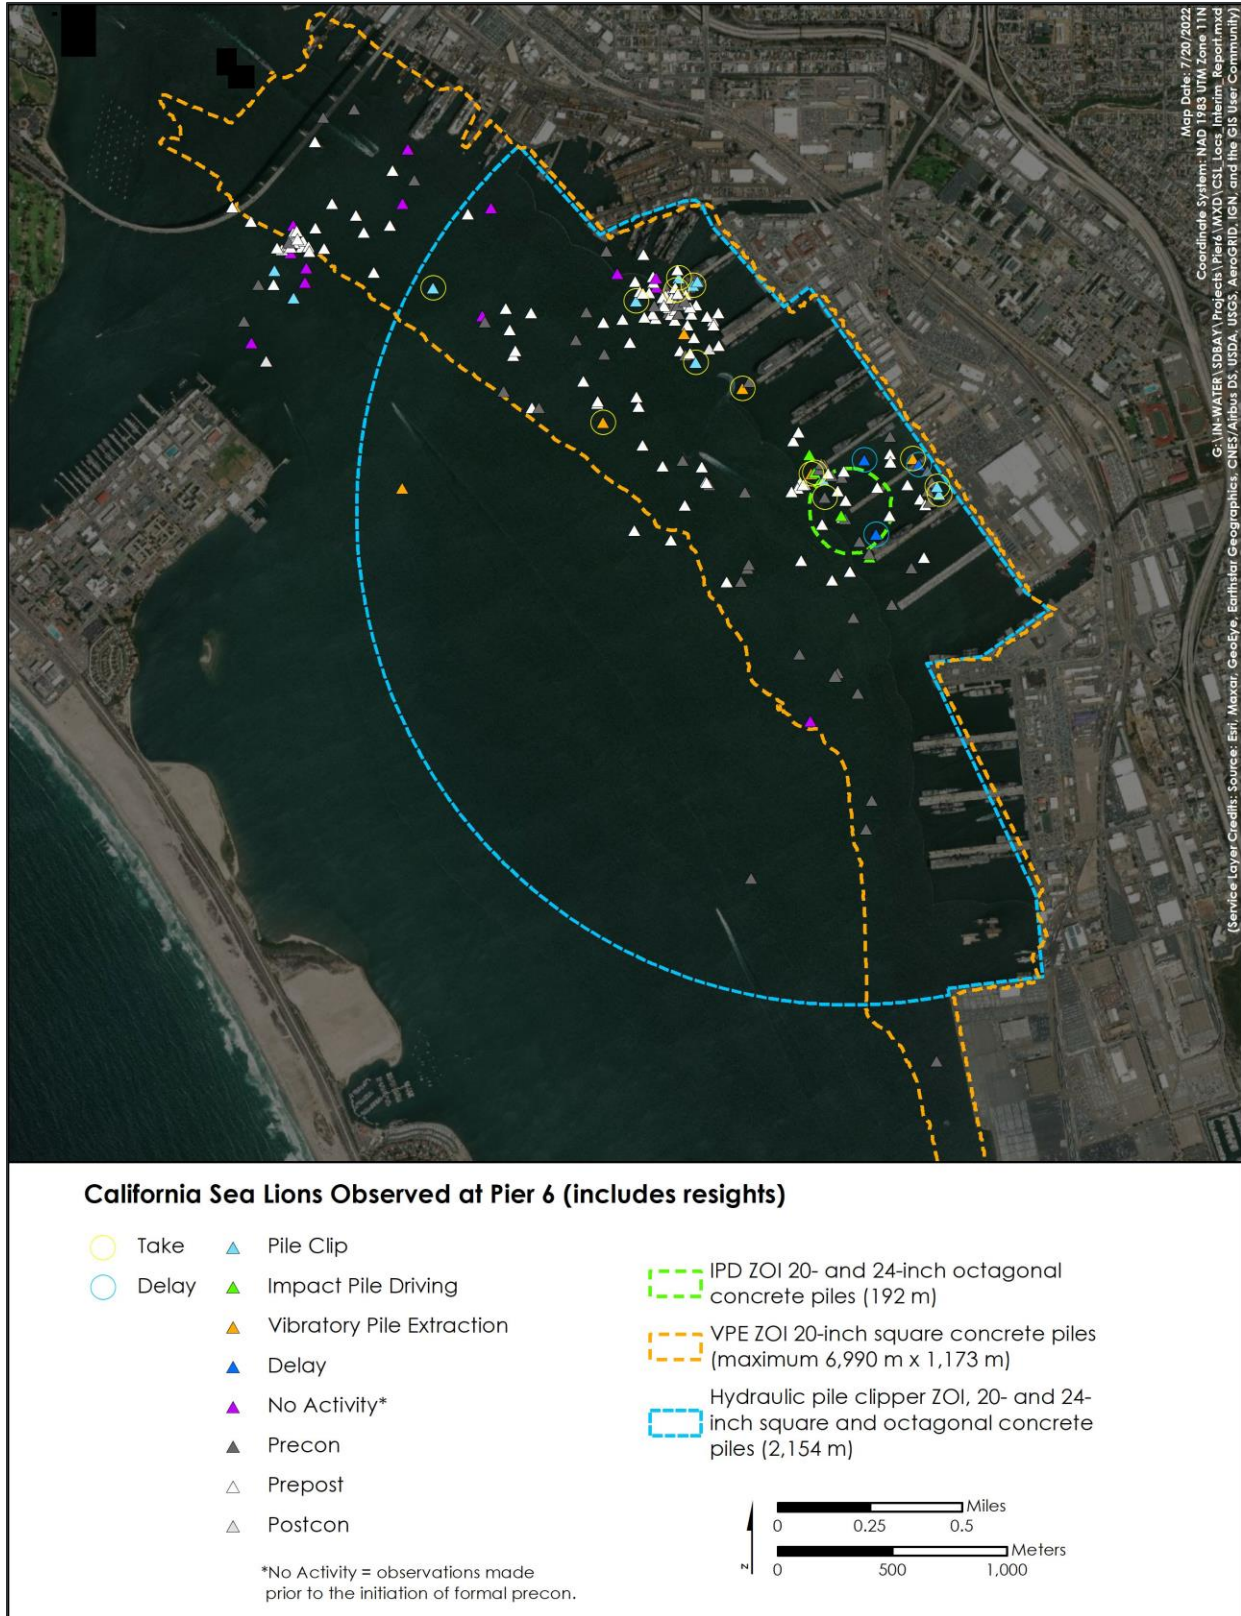 Map Date: 7/20/2022
Coordinate System: NAD 1983 UTM Zone 11N
G:\IN-WATER\SDBAY\Projects\Pier6\MXD\CSL_Locs_Interim_Report.mxd
(Service Layer Credits: Source: Esri, Maxar, GeoEye, Earthstar Geographics, CNES/Airbus DS, USDA, USGS, AeroGRID, IGN, and the GIS User Community)
California Sea Lions Observed at Pier 6 (includes resights)
Take
Delay
Pile Clip
Impact Pile Driving
Vibratory Pile Extraction
Delay
No Activity*
Precon
Prepost
Postcon
*No Activity = observations made
prior to the initiation of formal precon.
IPD ZOI 20- and 24-inch octagonal
concrete piles (192 m)
VPE ZOI 20-inch square concrete piles
(maximum 6,990 m x 1,173 m)
Hydraulic pile clipper ZOI, 20- and 24-
inch square and octagonal concrete
piles (2,154 m)
N
Miles
0 0.25 0.5
Meters
0 500 1,000